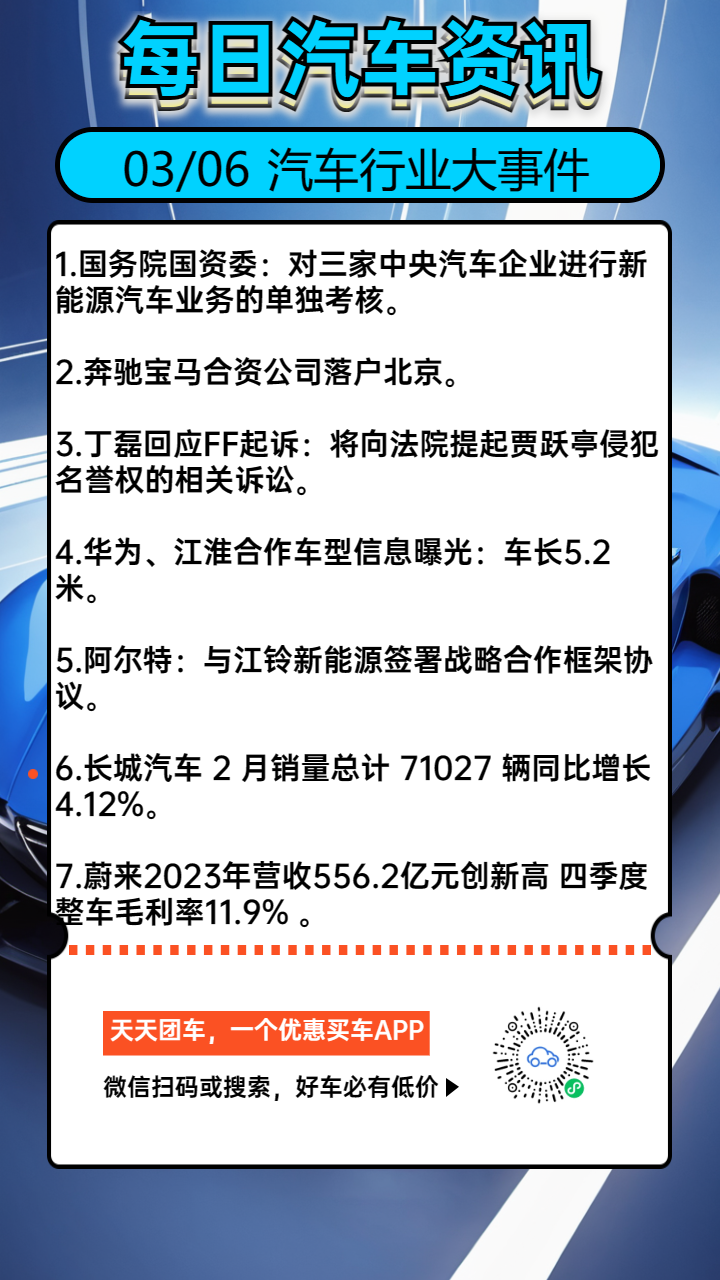 每日汽车资讯
03/06 汽车行业大事件
1.国务院国资委：对三家中央汽车企业进行新
能源汽车业务的单独考核。
2.奔驰宝马合资公司落户北京。
3.丁磊回应FF起诉：将向法院提起贾跃亭侵犯
名誉权的相关诉讼。
4.华为、江淮合作车型信息曝光：车长5.2
米。
5.阿尔特：与江铃新能源签署战略合作框架协
议。
6.长城汽车 2 月销量总计 71027 辆同比增长
4.12%。
7.蔚来2023年营收556.2亿元创新高 四季度
整车毛利率11.9% 。
天天团车，一个优惠买车APP
微信扫码或搜索，好车必有低价